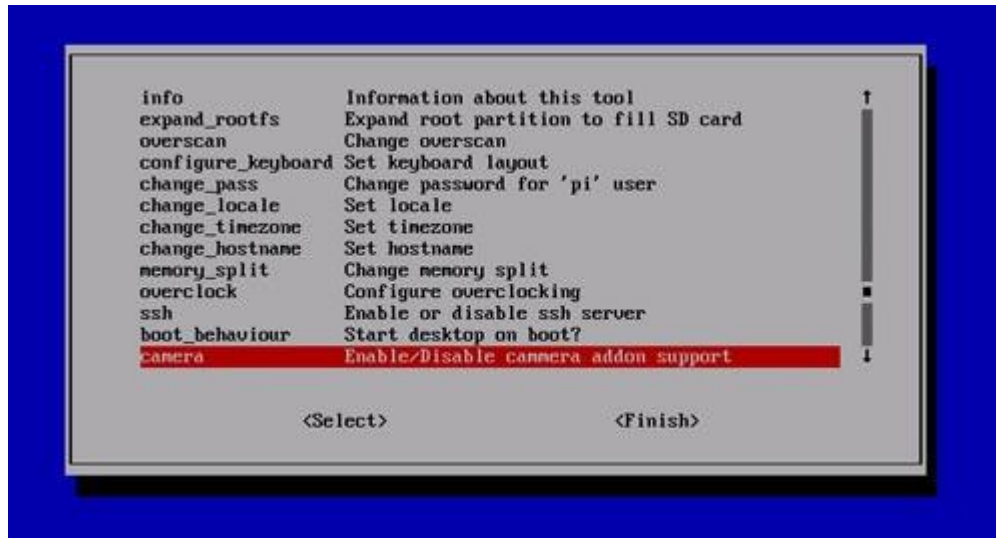 info Information about this tool
expand_rootfs Expand root partition to fill SD card
overscan Change overscan
configure_keyboard Set keyboard layout
change_pass Change password for 'pi' user
change_locale Set locale
change_timezone Set timezone
change_hostname Set hostname
memory_split Change memory split
overclock Configure overclocking
ssh Enable or disable ssh server
boot_behaviour Start desktop on boot?
camera Enable/Disable cammera addon support
<Select> <Finish>